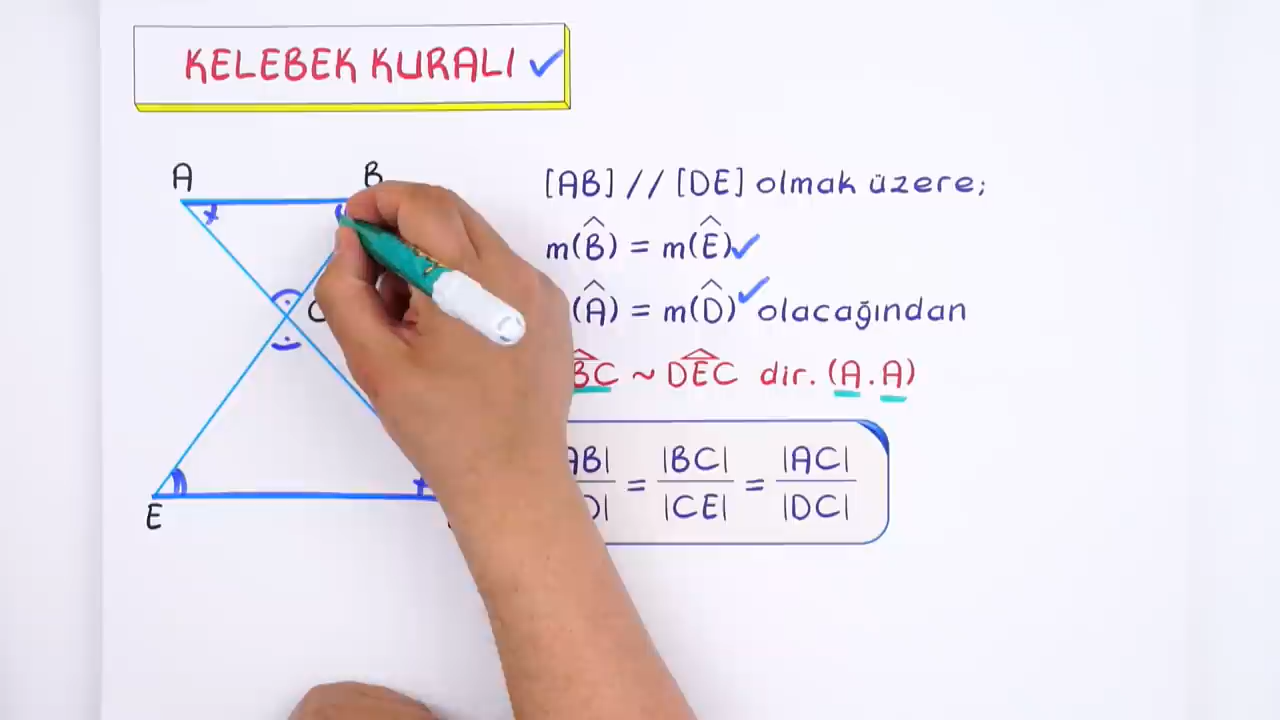 KELEBEK KURALI
A B
[AB] // [DE] olmak üzere;
m(B̂) = m(Ê)
(Â) = m(D̂) olacağından
C
BC ~ DEC dir. (A.A)
AB| = |BC| = |AC|
D| |CE| |DC|
E